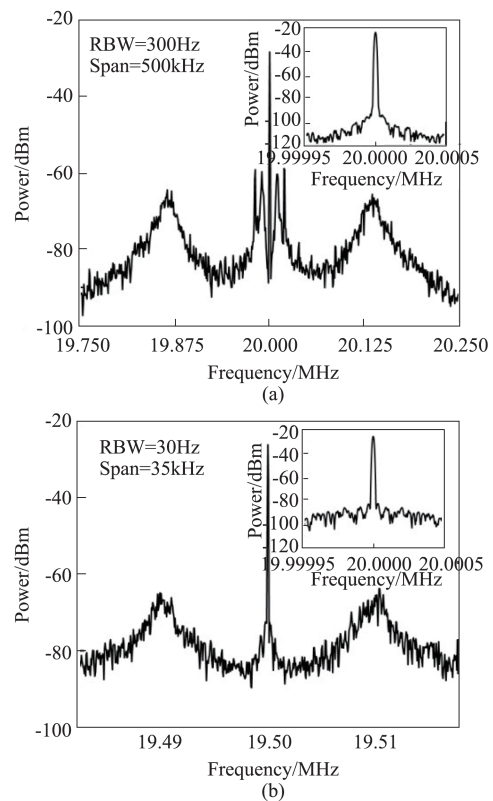 -20
RBW=300Hz
Span=500kHz
-40
-60
-80
-100
Power/dBm
19.750 19.875 20.000 20.125 20.250
Frequency/MHz
(a)
-20
-40
-60
-80
100
120
Power/dBm
19.99995 20.0000 20.0005
Frequency/MHz
-20
RBW=30Hz
Span=35kHz
-40
-60
-80
-100
Power/dBm
19.49 19.50 19.51
Frequency/MHz
(b)
-20
-40
-60
80
100
120
Power/dBm
19.99995 20.0000 20.0005
Frequency/MHz